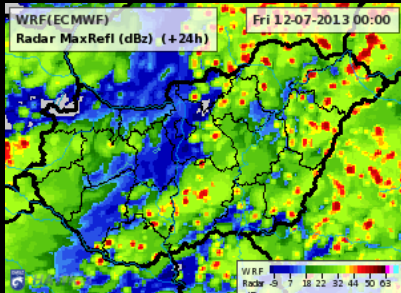 WRF(ECMWF)
Radar MaxRefl (dBz) (+24h)
Fri 12-07-2013 00:00
WRF
Radar -9 7 18 22 32 44 50 63